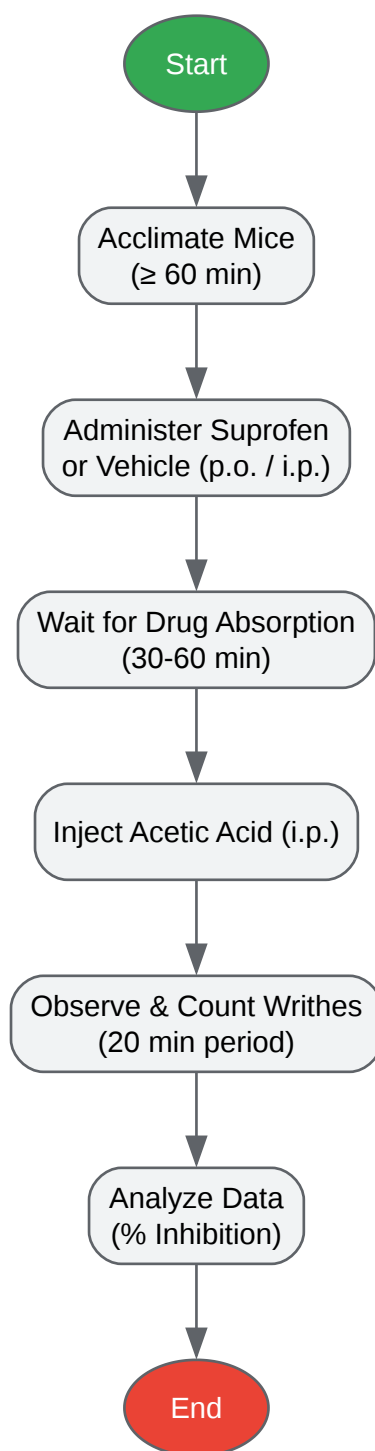 Start
Acclimate Mice
(≥ 60 min)
Administer Suprofen
or Vehicle (p.o. / i.p.)
Wait for Drug Absorption
(30-60 min)
Inject Acetic Acid (i.p.)
Observe & Count Writhes
(20 min period)
Analyze Data
(% Inhibition)
End